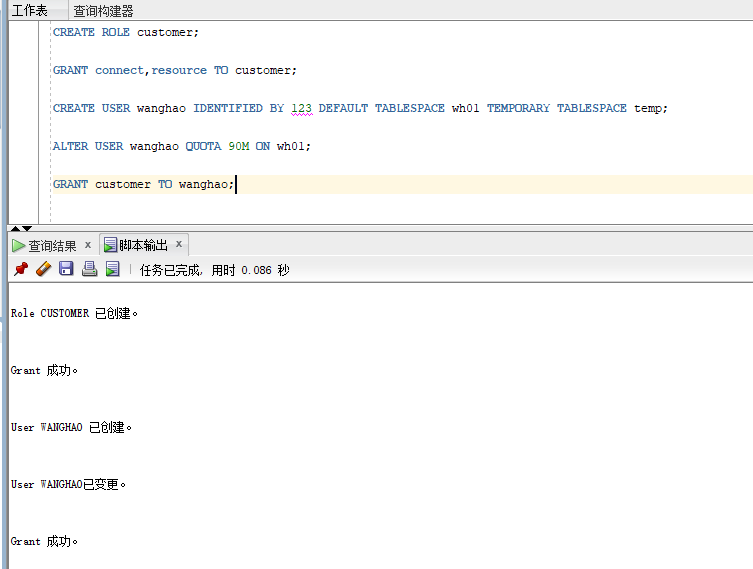 工作表 查询构建器
CREATE ROLE customer;
GRANT connect,resource TO customer;
CREATE USER wanghao IDENTIFIED BY 123 DEFAULT TABLESPACE wh01 TEMPORARY TABLESPACE temp;
ALTER USER wanghao QUOTA 90M ON wh01;
GRANT customer TO wanghao;
查询结果 x 脚本输出 x
任务已完成, 用时 0.086 秒
Role CUSTOMER 已创建。
Grant 成功。
User WANGHAO 已创建。
User WANGHAO已变更。
Grant 成功。